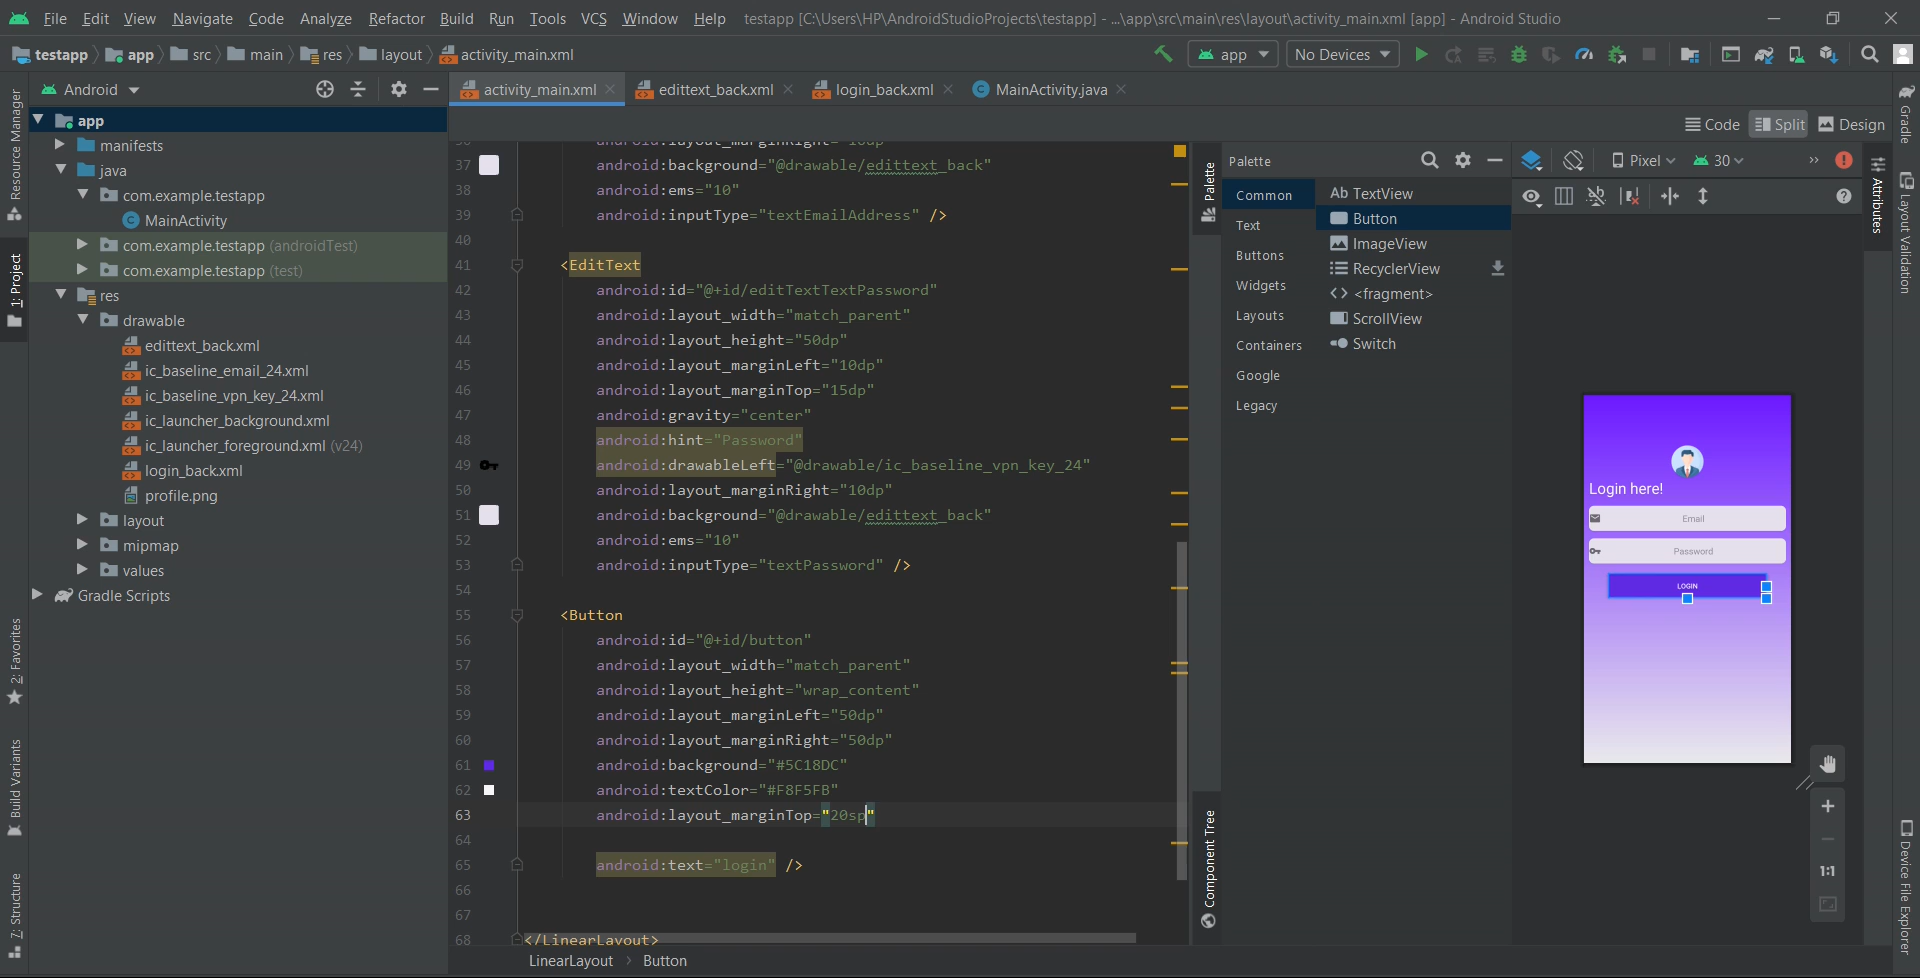 File Edit View Navigate Code Analyze Refactor Build Run Tools VCS Window Help testapp [C:\Users\HP\AndroidStudioProjects\testapp] - ...\app\src\main\res\layout\activity_main.xml [app] - Android Studio
testapp app src main res layout activity_main.xml app No Devices
Android activity_main.xml edittext_back.xml login_back.xml MainActivity.java
Code Split Design
Resource Manager
1: Project
2: Favorites
Build Variants
7: Structure
app
manifests
java
com.example.testapp
MainActivity
com.example.testapp (androidTest)
com.example.testapp (test)
res
drawable
edittext_back.xml
ic_baseline_email_24.xml
ic_baseline_vpn_key_24.xml
ic_launcher_background.xml
ic_launcher_foreground.xml (v24)
login_back.xml
profile.png
layout
mipmap
values
Gradle Scripts
37 android:background="@drawable/edittext_back"
38 android:ems="10"
39 android:inputType="textEmailAddress" />
40
41 <EditText
42 android:id="@+id/editTextTextPassword"
43 android:layout_width="match_parent"
44 android:layout_height="50dp"
45 android:layout_marginLeft="10dp"
46 android:layout_marginTop="15dp"
47 android:gravity="center"
48 android:hint="Password"
49 android:drawableLeft="@drawable/ic_baseline_vpn_key_24"
50 android:layout_marginRight="10dp"
51 android:background="@drawable/edittext_back"
52 android:ems="10"
53 android:inputType="textPassword" />
54
55 <Button
56 android:id="@+id/button"
57 android:layout_width="match_parent"
58 android:layout_height="wrap_content"
59 android:layout_marginLeft="50dp"
60 android:layout_marginRight="50dp"
61 android:background="#5C18DC"
62 android:textColor="#F8F5FB"
63 android:layout_marginTop="20sp"
64
65 android:text="login" />
66
67
68 </LinearLayout>
LinearLayout Button
Palette
Component Tree
Palette
Common
Text
Buttons
Widgets
Layouts
Containers
Google
Legacy
Ab TextView
Button
ImageView
RecyclerView
<fragment>
ScrollView
Switch
Pixel 30
Login here!
Email
Password
LOGIN
1:1
Attributes
Gradle
Layout Validation
Device File Explorer